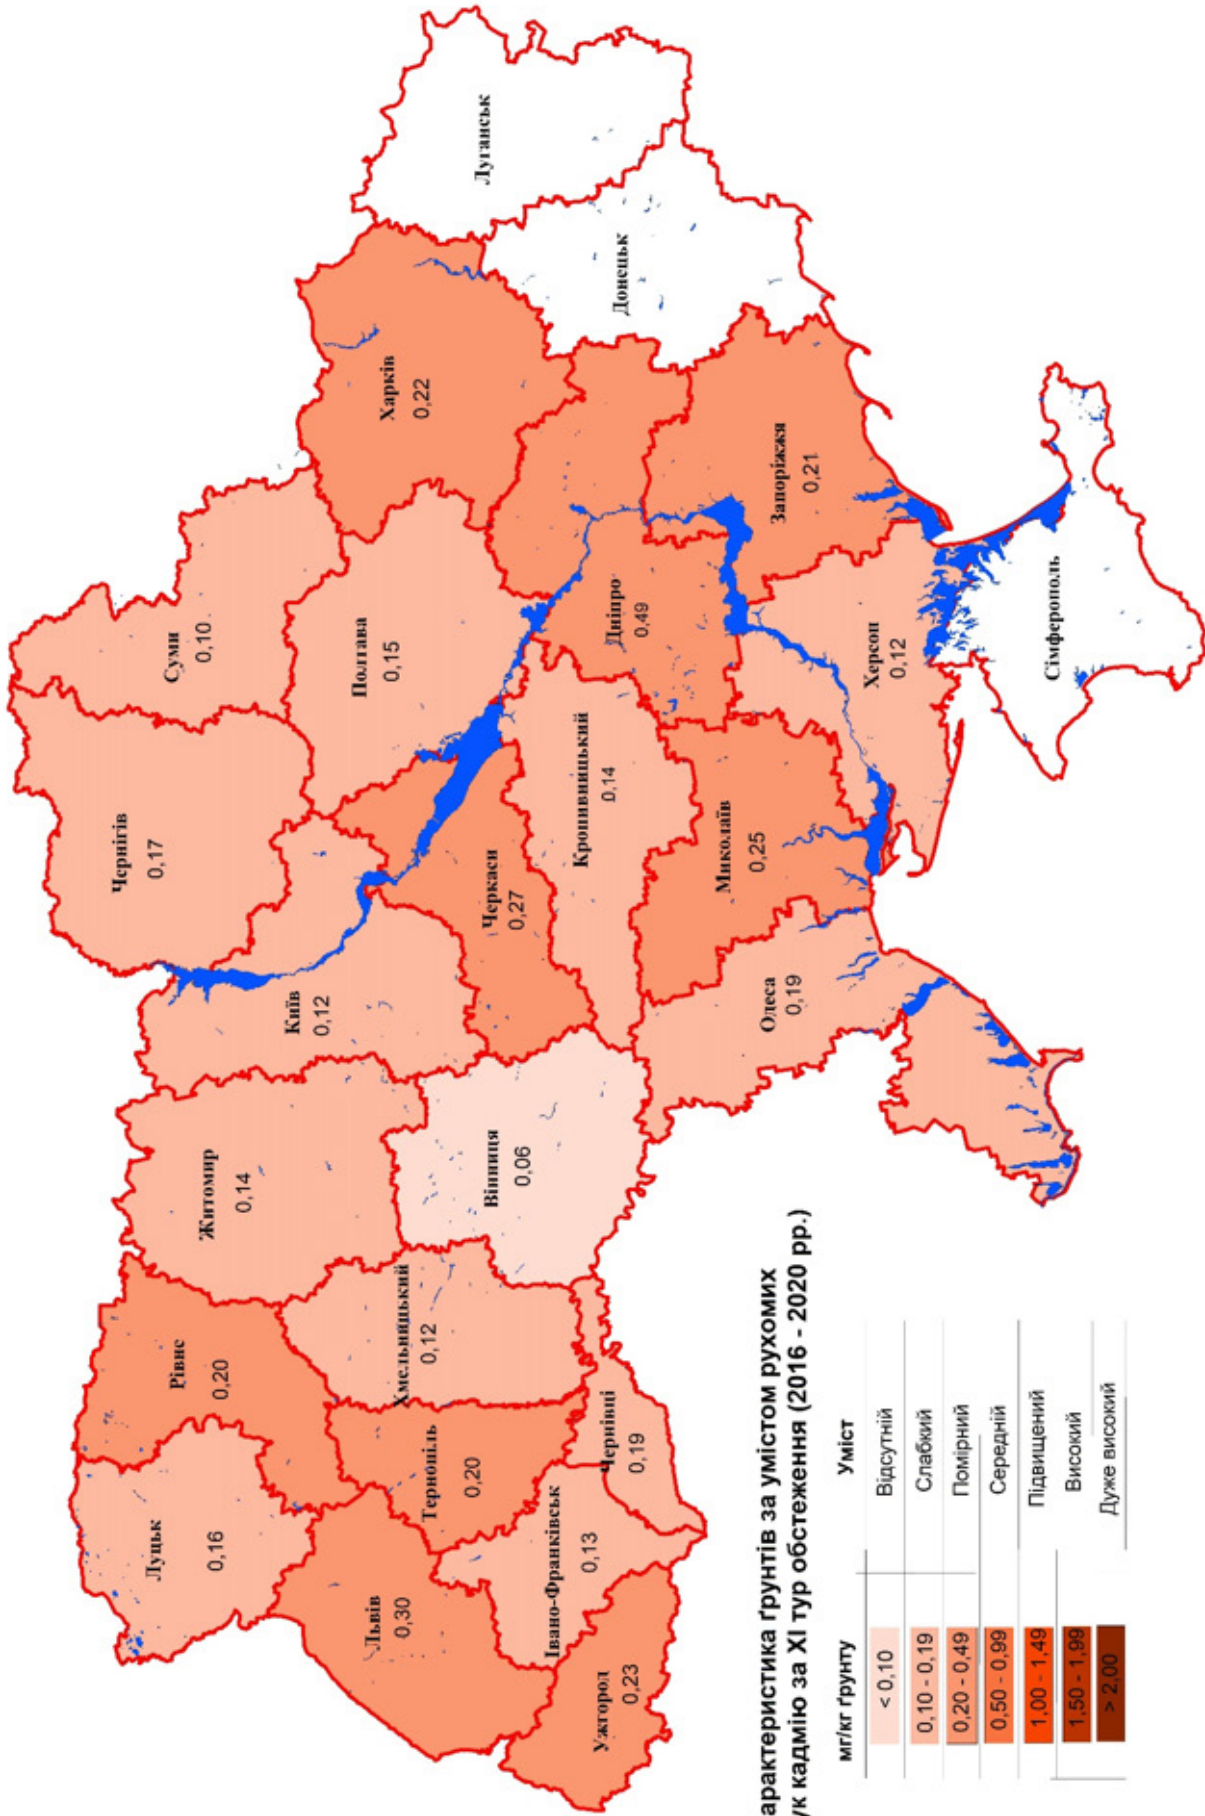 Луцьк
0,16
Рівне
0,20
Житомир
0,14
Київ
0,12
Чернігів
0,17
Суми
0,10
Львів
0,30
Тернопіль
0,20
Хмельницький
0,12
Вінниця
0,06
Черкаси
0,27
Полтава
0,15
Харків
0,22
Луганськ
Ужгород
0,23
Івано-Франківськ
0,13
Чернівці
0,19
Кропивницький
0,14
Дніпро
0,49
Донецьк
Одеса
0,19
Миколаїв
0,25
Херсон
0,12
Запоріжжя
0,21
Сімферополь
арактеристика ґрунтів за умістом рухомих
ук кадмію за XI тур обстеження (2016 - 2020 рр.)
мг/кг ґрунту Уміст
< 0,10 Відсутній
0,10 - 0,19 Слабкий
0,20 - 0,49 Помірний
0,50 - 0,99 Середній
1,00 - 1,49 Підвищений
1,50 - 1,99 Високий
> 2,00 Дуже високий